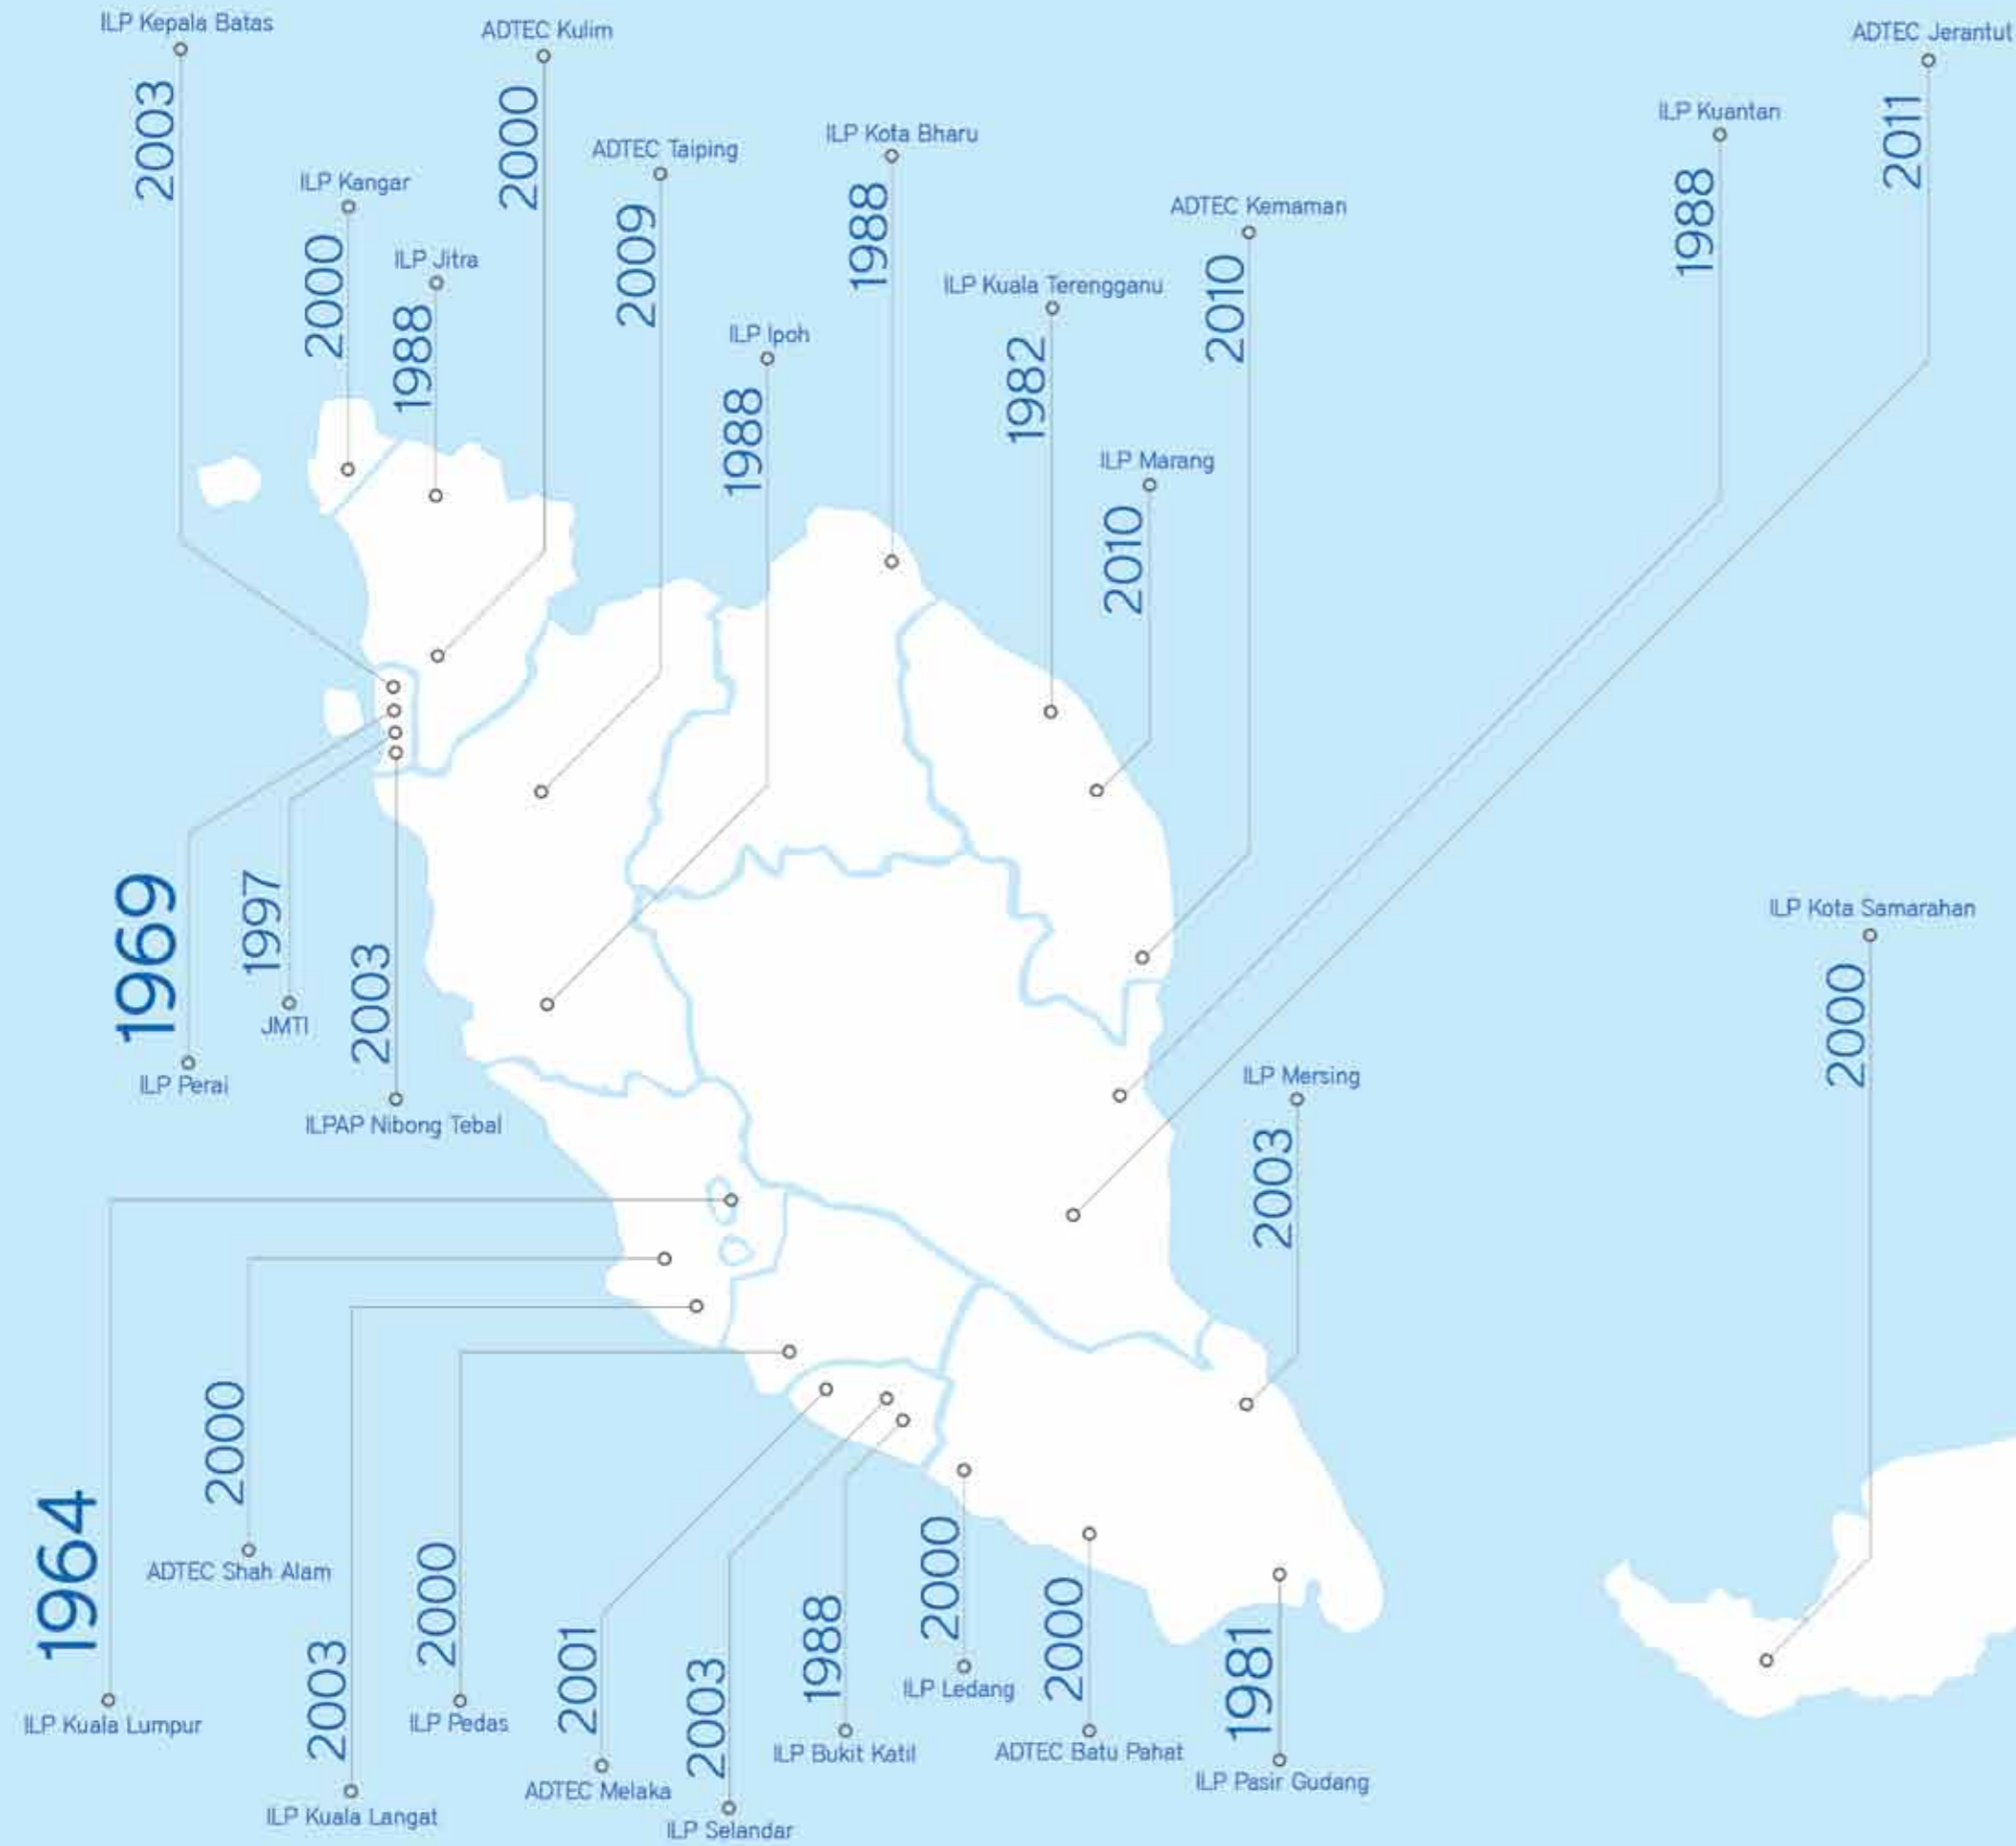 ILP Kepala Batas
2003
ADTEC Kulim
2000
ADTEC Jerantut
2011
ILP Kuantan
1988
ILP Kota Bharu
1988
ADTEC Taiping
2009
ILP Kangar
2000
ADTEC Kemaman
2010
ILP Jitra
1988
ILP Kuala Terengganu
1982
ILP Ipoh
1988
ILP Marang
2010
1969
ILP Perai
1997
JMTI
2003
ILPAP Nibong Tebal
ILP Kota Samarahan
2000
ILP Mersing
2003
1964
ILP Kuala Lumpur
2000
ADTEC Shah Alam
2003
ILP Kuala Langat
2000
ILP Pedas
2001
ADTEC Melaka
2003
ILP Selandar
1988
ILP Bukit Katil
2000
ILP Ledang
2000
ADTEC Batu Pahat
1981
ILP Pasir Gudang